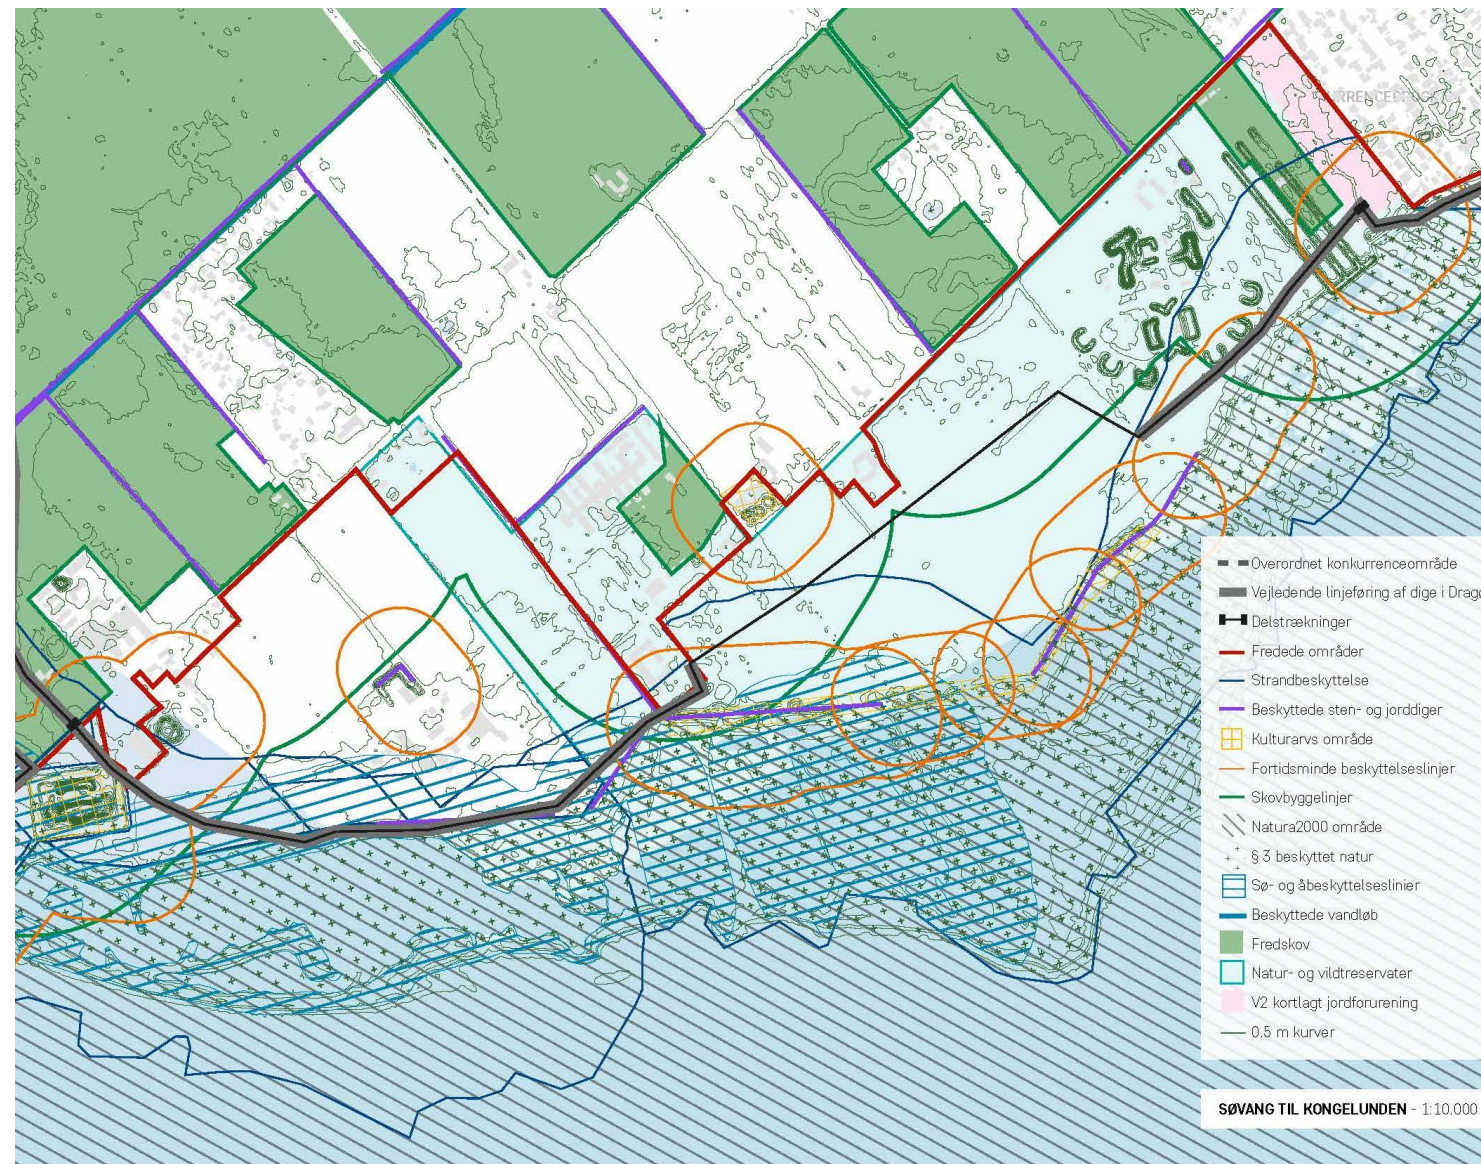 Overordnet konkurrenceområde
Vejledende linjeføring af dige i Drag
Delstrækninger
Fredede områder
Strandbeskyttelse
Beskyttede sten- og jorddiger
Kulturarvs område
Fortidsminde beskyttelseslinjer
Skovbyggelinjer
Natura2000 område
§ 3 beskyttet natur
Sø- og åbeskyttelseslinier
Beskyttede vandløb
Fredskov
Natur- og vildtreservater
V2 kortlagt jordforurening
0.5 m kurver
SØVANG TIL KONGELUNDEN - 1:10.000